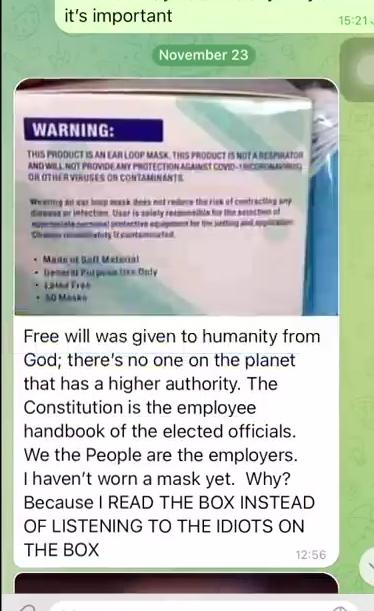 it's important
15:21
November 23
WARNING:
THIS PRODUCT IS AN EAR LOOP MASK, THIS PRODUCT IS NOT A RESPIRATOR
AND WILL NOT PROVIDE ANY PROTECTION AGAINST COVID-19 (CORONAVIRUS)
OR OTHER VIRUSES OR CONTAMINANTS.
Wearing an ear loop mask does not reduce the risk of contracting any
disease or infection. User is solely responsible for the selection of
appropriate personal protective equipment for the setting and application
Change immediately if contaminated.
• Made of Soft Material
• General Purpose Use Only
• Latex Free
• 50 Masks
Free will was given to humanity from
God; there's no one on the planet
that has a higher authority. The
Constitution is the employee
handbook of the elected officials.
We the People are the employers.
I haven't worn a mask yet.  Why?
Because I READ THE BOX INSTEAD
OF LISTENING TO THE IDIOTS ON
THE BOX
12:56